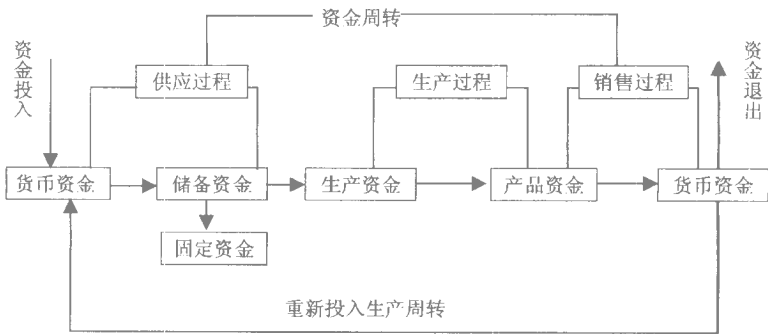 资金周转
资金投入
供应过程
生产过程
销售过程
资金退出
货币资金
储备资金
生产资金
产品资金
货币资金
固定资金
重新投入生产周转